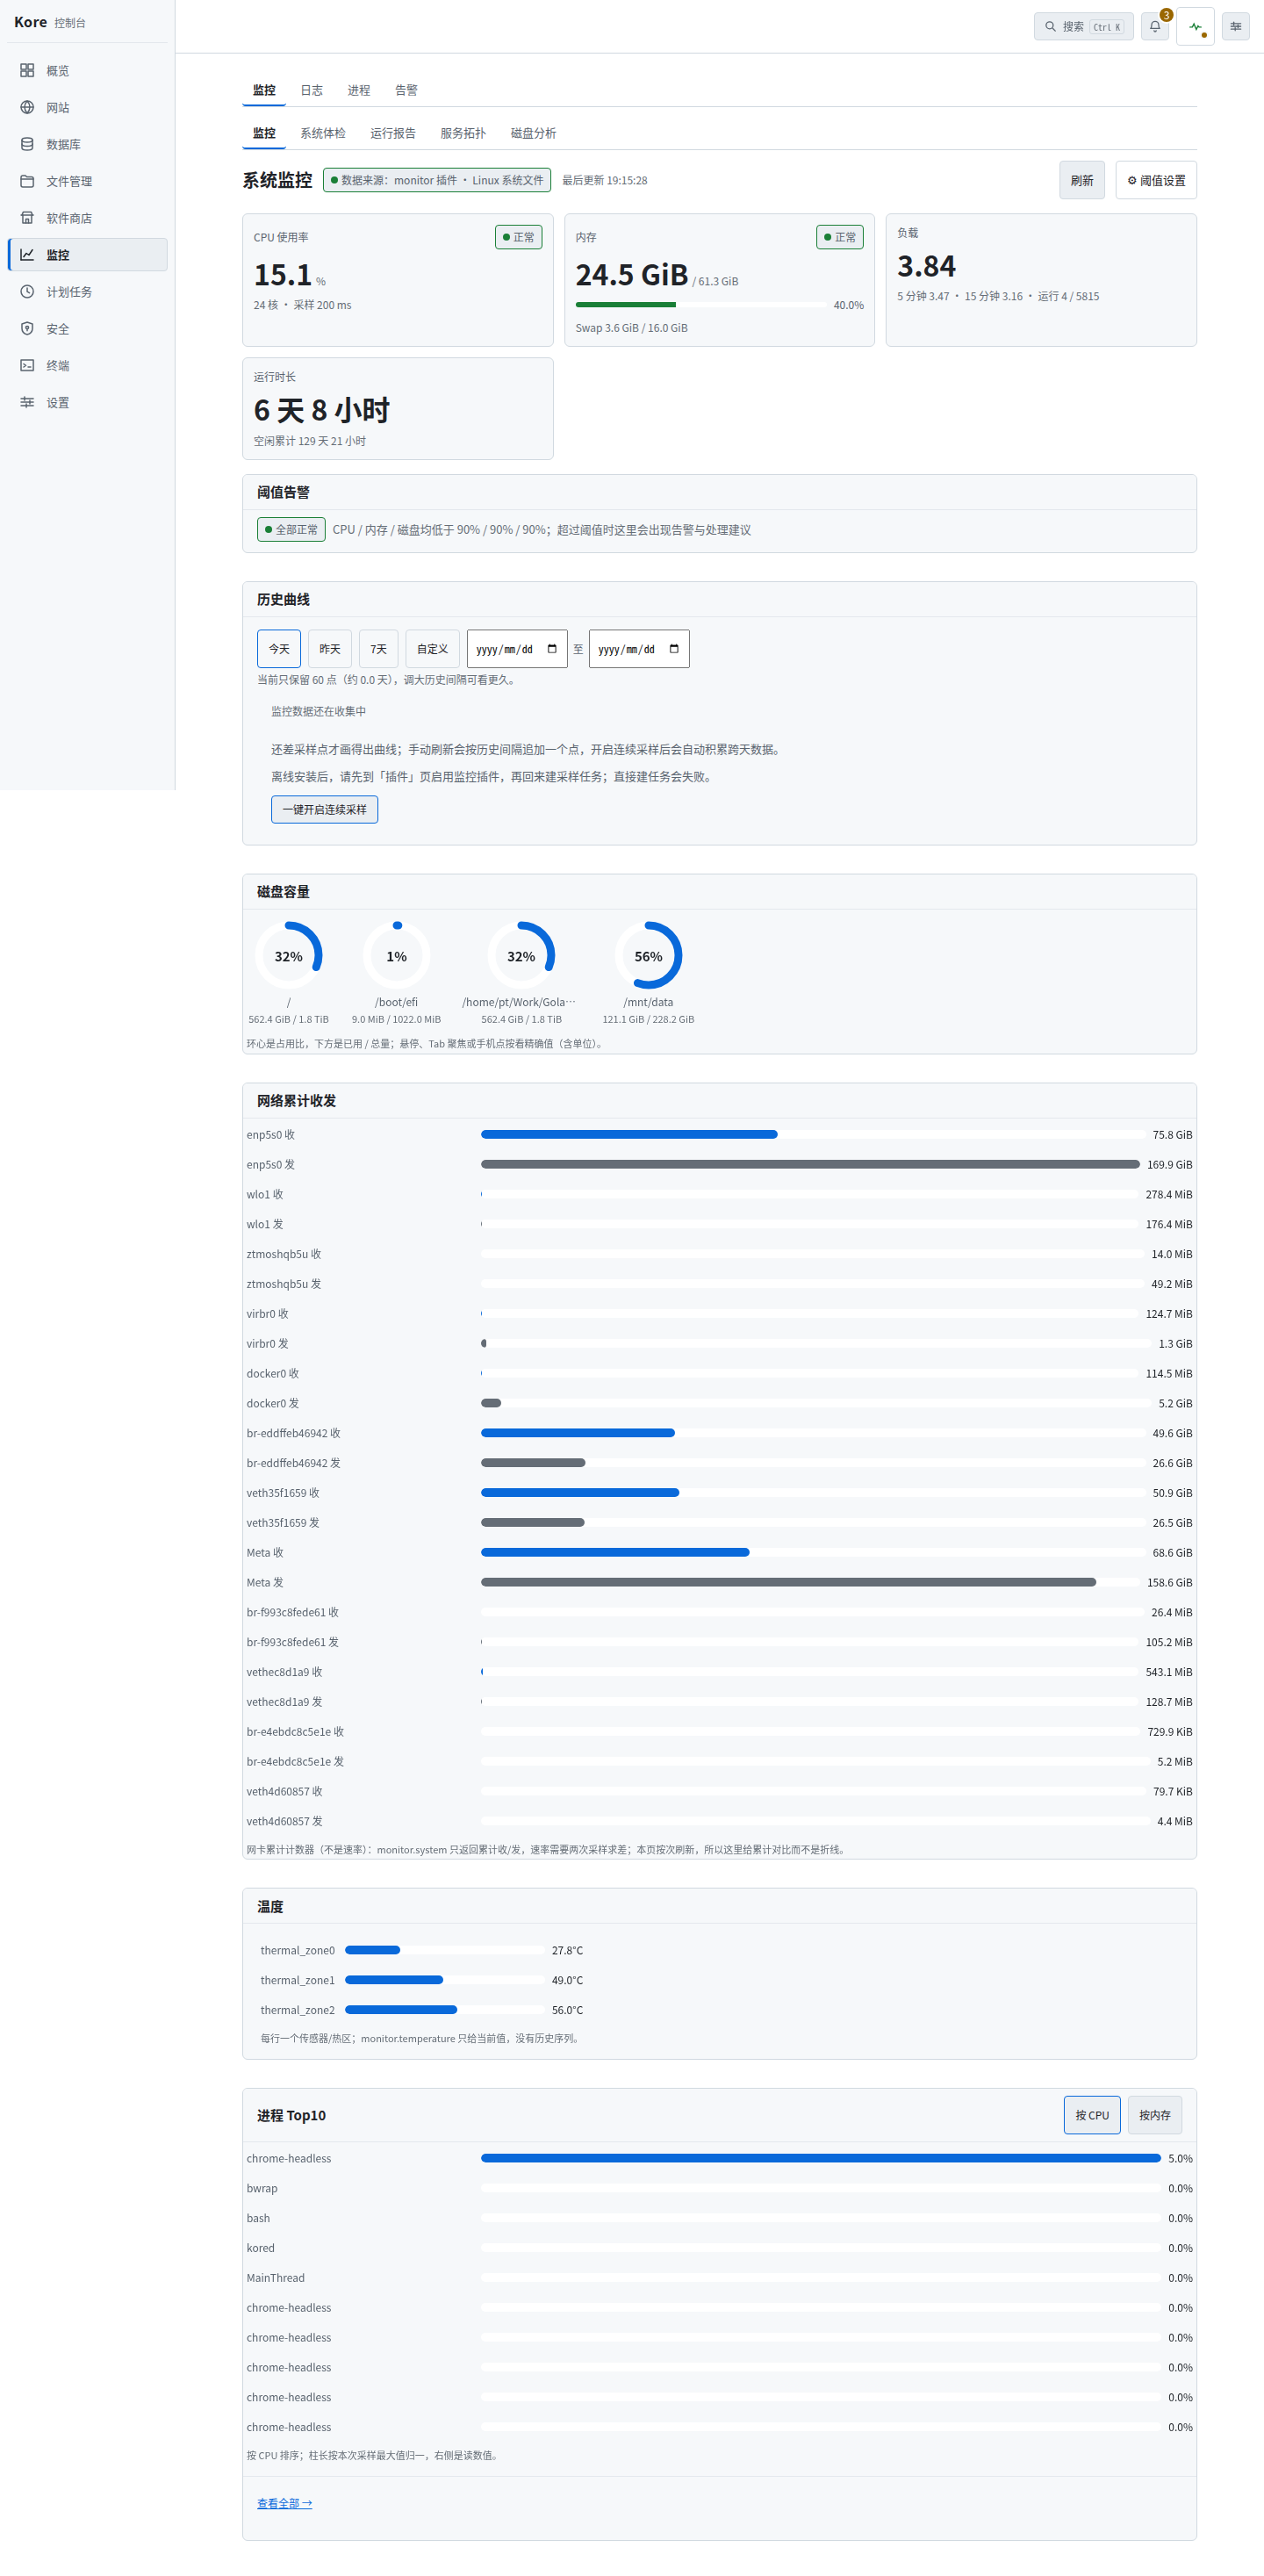 Kore 控制台
搜索 Ctrl K
3
概览
网站
数据库
文件管理
软件商店
监控
计划任务
安全
终端
设置
监控 日志 进程 告警
监控 系统体检 运行报告 服务拓扑 磁盘分析
系统监控 数据来源：monitor 插件 · Linux 系统文件 最后更新 19:15:28 刷新 ⚙ 阈值设置
CPU 使用率 正常
15.1 %
24 核 · 采样 200 ms
内存 正常
24.5 GiB / 61.3 GiB
40.0%
Swap 3.6 GiB / 16.0 GiB
负载
3.84
5 分钟 3.47 · 15 分钟 3.16 · 运行 4 / 5815
运行时长
6 天 8 小时
空闲累计 129 天 21 小时
阈值告警
全部正常 CPU / 内存 / 磁盘均低于 90% / 90% / 90%；超过阈值时这里会出现告警与处理建议
历史曲线
今天 昨天 7天 自定义 yyyy/mm/dd 至 yyyy/mm/dd
当前只保留 60 点（约 0.0 天），调大历史间隔可看更久。
监控数据还在收集中
还差采样点才画得出曲线；手动刷新会按历史间隔追加一个点，开启连续采样后会自动积累跨天数据。
离线安装后，请先到「插件」页启用监控插件，再回来建采样任务；直接建任务会失败。
一键开启连续采样
磁盘容量
32% 1% 32% 56%
/ /boot/efi /home/pt/Work/Gola… /mnt/data
562.4 GiB / 1.8 TiB 9.0 MiB / 1022.0 MiB 562.4 GiB / 1.8 TiB 121.1 GiB / 228.2 GiB
环心是占用比，下方是已用 / 总量；悬停、Tab 聚焦或手机点按看精确值（含单位）。
网络累计收发
enp5s0 收 75.8 GiB
enp5s0 发 169.9 GiB
wlo1 收 278.4 MiB
wlo1 发 176.4 MiB
ztmoshqb5u 收 14.0 MiB
ztmoshqb5u 发 49.2 MiB
virbr0 收 124.7 MiB
virbr0 发 1.3 GiB
docker0 收 114.5 MiB
docker0 发 5.2 GiB
br-eddffeb46942 收 49.6 GiB
br-eddffeb46942 发 26.6 GiB
veth35f1659 收 50.9 GiB
veth35f1659 发 26.5 GiB
Meta 收 68.6 GiB
Meta 发 158.6 GiB
br-f993c8fede61 收 26.4 MiB
br-f993c8fede61 发 105.2 MiB
vethec8d1a9 收 543.1 MiB
vethec8d1a9 发 128.7 MiB
br-e4ebdc8c5e1e 收 729.9 KiB
br-e4ebdc8c5e1e 发 5.2 MiB
veth4d60857 收 79.7 KiB
veth4d60857 发 4.4 MiB
网卡累计计数器（不是速率）：monitor.system 只返回累计收/发，速率需要两次采样求差；本页按次刷新，所以这里给累计对比而不是折线。
温度
thermal_zone0 27.8°C
thermal_zone1 49.0°C
thermal_zone2 56.0°C
每行一个传感器/热区；monitor.temperature 只给当前值，没有历史序列。
进程 Top10 按 CPU 按内存
chrome-headless 5.0%
bwrap 0.0%
bash 0.0%
kored 0.0%
MainThread 0.0%
chrome-headless 0.0%
chrome-headless 0.0%
chrome-headless 0.0%
chrome-headless 0.0%
chrome-headless 0.0%
按 CPU 排序；柱长按本次采样最大值归一，右侧是读数值。
查看全部 →